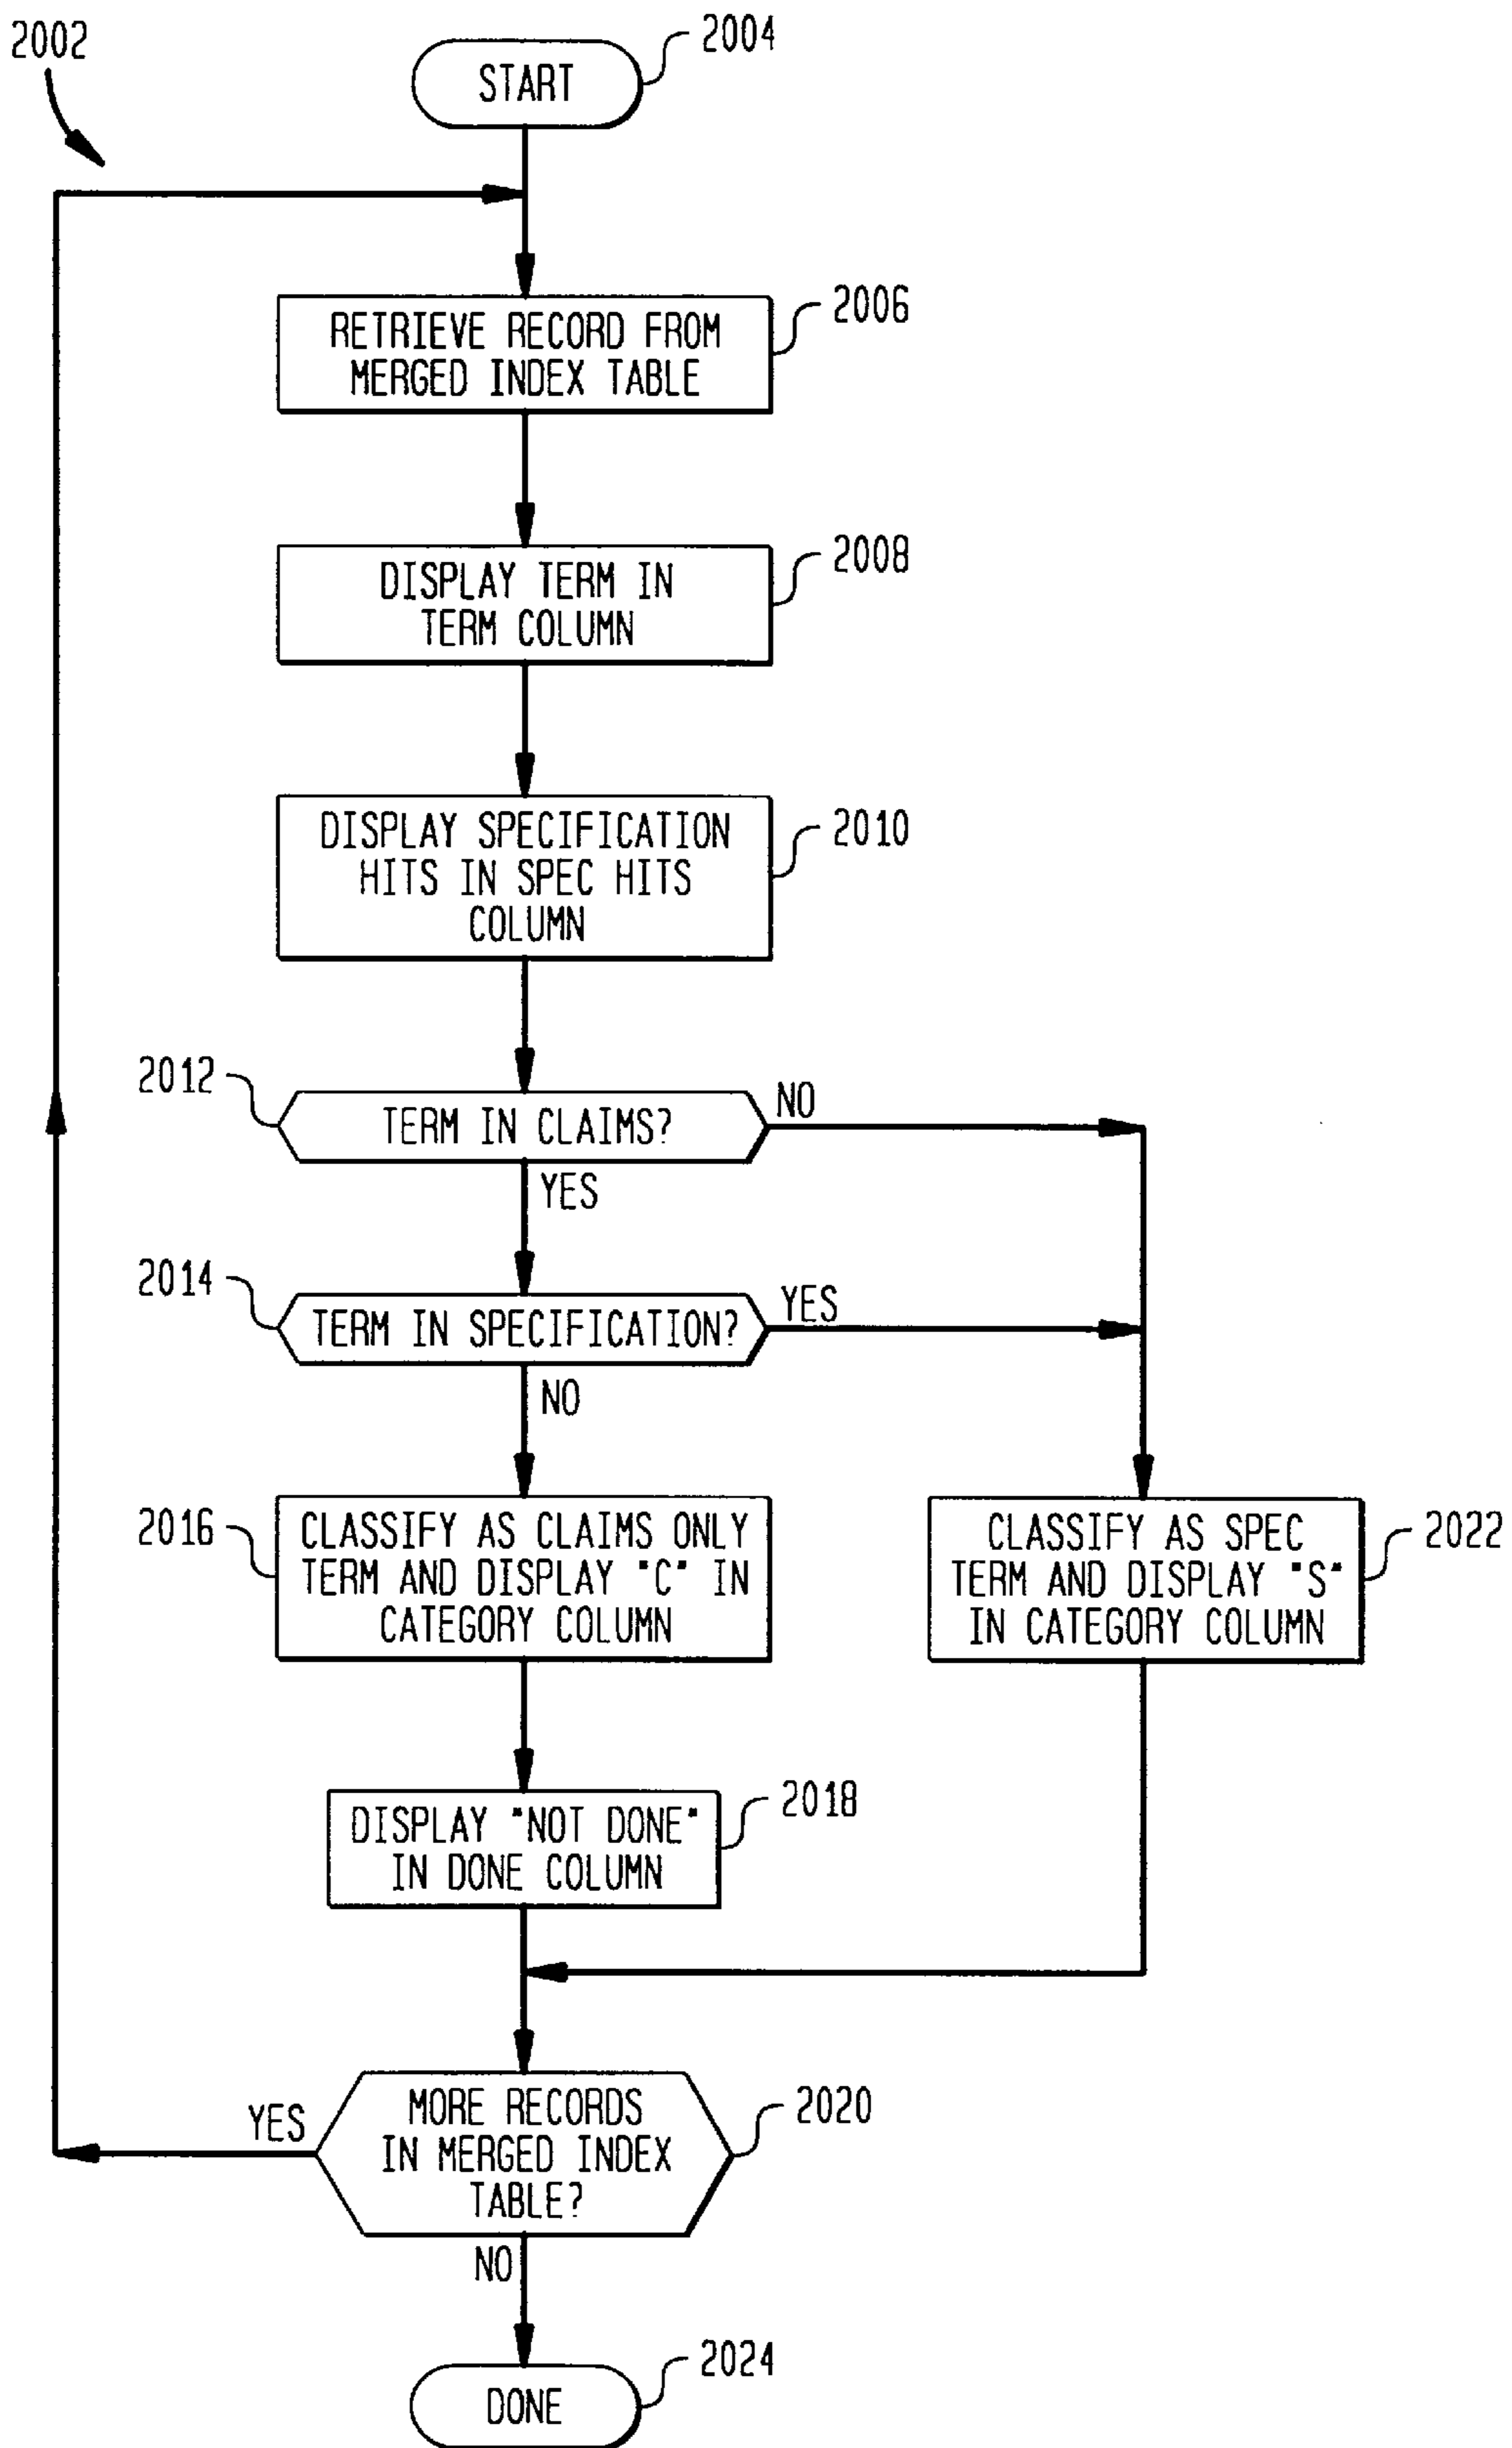 2002
START
2004
RETRIEVE RECORD FROM
MERGED INDEX TABLE
2006
DISPLAY TERM IN
TERM COLUMN
2008
DISPLAY SPECIFICATION
HITS IN SPEC HITS
COLUMN
2010
2012
TERM IN CLAIMS?
NO
YES
2014
TERM IN SPECIFICATION?
YES
NO
2016
CLASSIFY AS CLAIMS ONLY
TERM AND DISPLAY "C" IN
CATEGORY COLUMN
CLASSIFY AS SPEC
TERM AND DISPLAY "S"
IN CATEGORY COLUMN
2022
DISPLAY "NOT DONE"
IN DONE COLUMN
2018
YES
MORE RECORDS
IN MERGED INDEX
TABLE?
2020
NO
DONE
2024